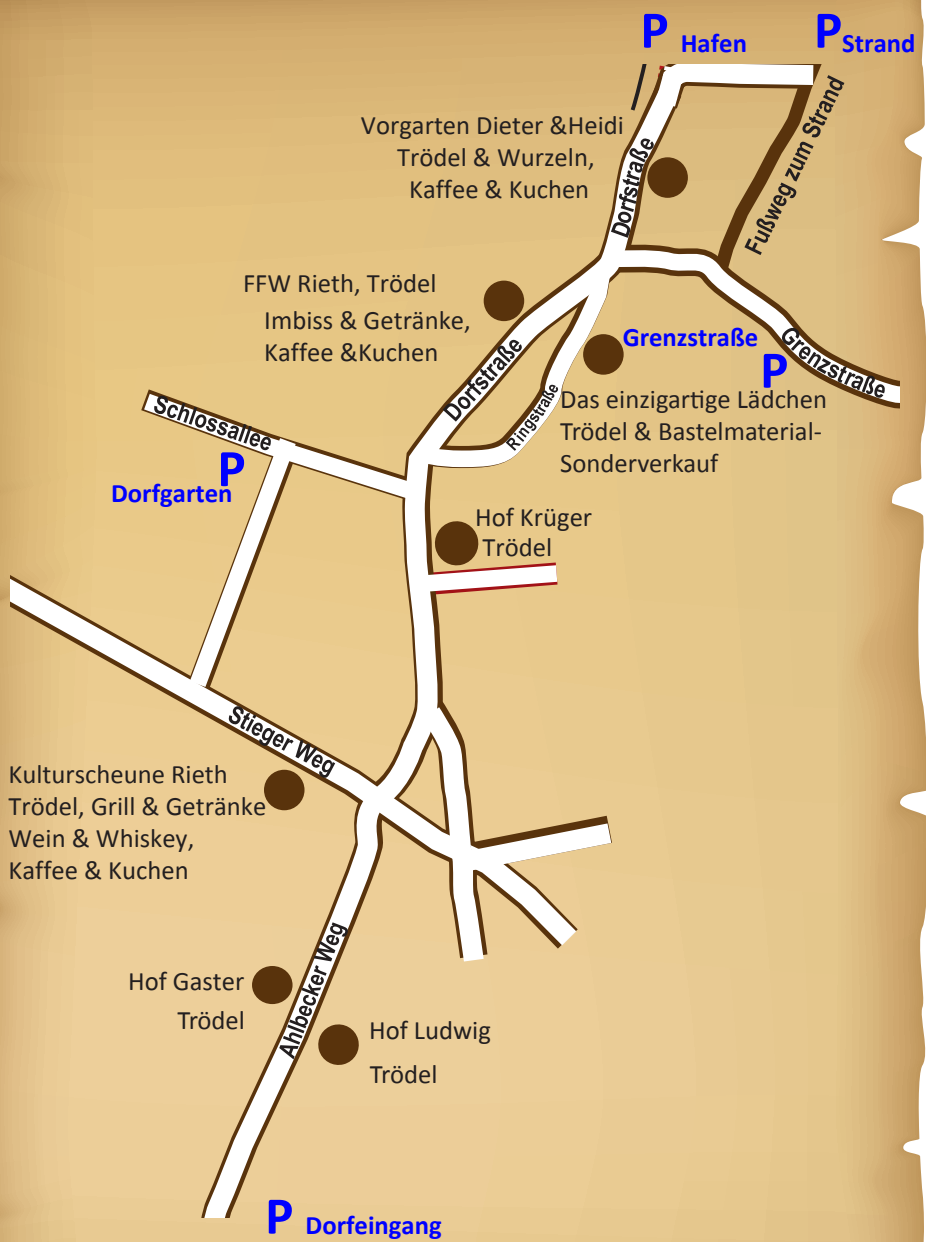 P Hafen
P Strand
Vorgarten Dieter &Heidi
Trödel & Wurzeln,
Kaffee & Kuchen
Dorfstraße
Fußweg zum Strand
FFW Rieth, Trödel
Imbiss & Getränke,
Kaffee &Kuchen
Dorfstraße
Ringstraße
Grenzstraße
P
Grenzstraße
Das einzigartige Lädchen
Trödel & Bastelmaterial-
Sonderverkauf
Schlossallee
P
Dorfgarten
Hof Krüger
Trödel
Stieger Weg
Kulturscheune Rieth
Trödel, Grill & Getränke
Wein & Whiskey,
Kaffee & Kuchen
Ahlbecker Weg
Hof Gaster
Trödel
Hof Ludwig
Trödel
P Dorfeingang